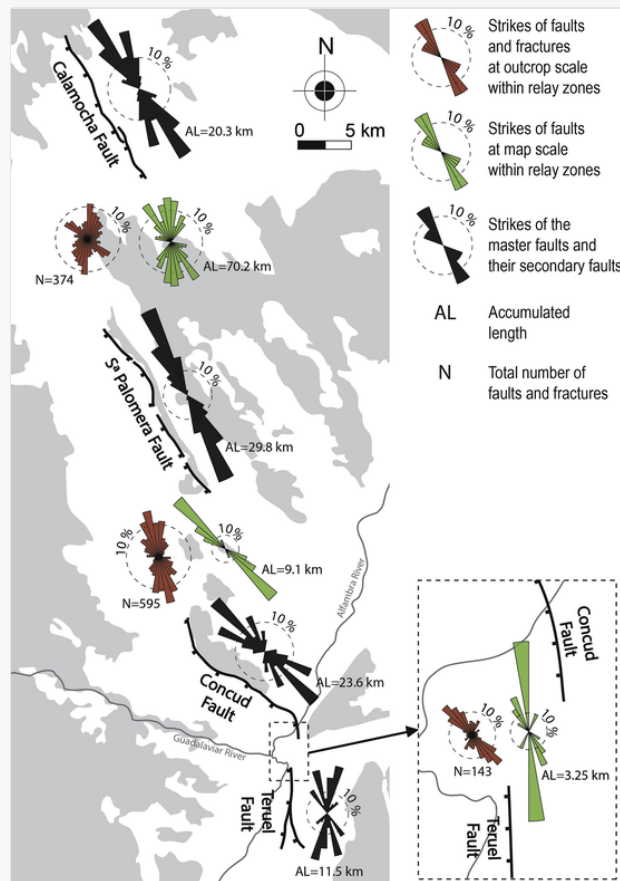 10 %
Calamocha Fault
AL=20.3 km
N
0 5 km
10 %
N=374
10 %
AL=70.2 km
10 %
Sª Palomera Fault
AL=29.8 km
10 %
N=595
10 %
AL=9.1 km
Alfambra River
10 %
Concud
Fault
AL=23.6 km
Guadalaviar River
Teruel
Fault
10 %
AL=11.5 km
10 %
Strikes of faults
and fractures
at outcrop scale
within relay zones
10 %
Strikes of faults
at map scale
within relay zones
10 %
Strikes of the
master faults and
their secondary faults
AL
Accumulated
length
N
Total number of
faults and fractures
Concud
Fault
10 %
N=143
10 %
AL=3.25 km
Teruel
Fault